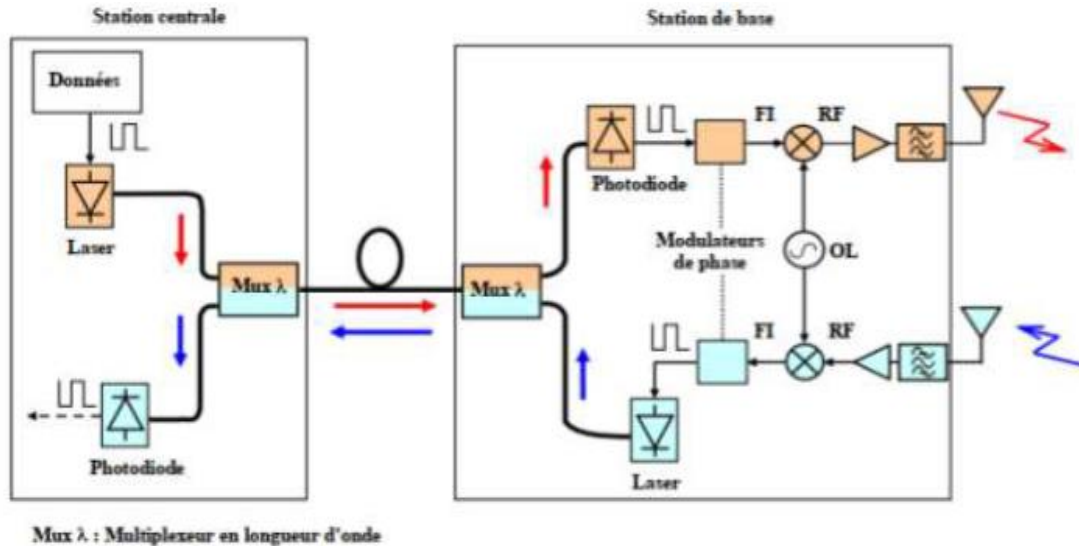 Station centrale
Station de base
Données
FI
RF
Photodiode
Laser
Modulateurs
de phase
OL
Mux λ
Mux λ
FI
RF
Photodiode
Laser
Mux λ : Multiplexeur en longueur d'onde